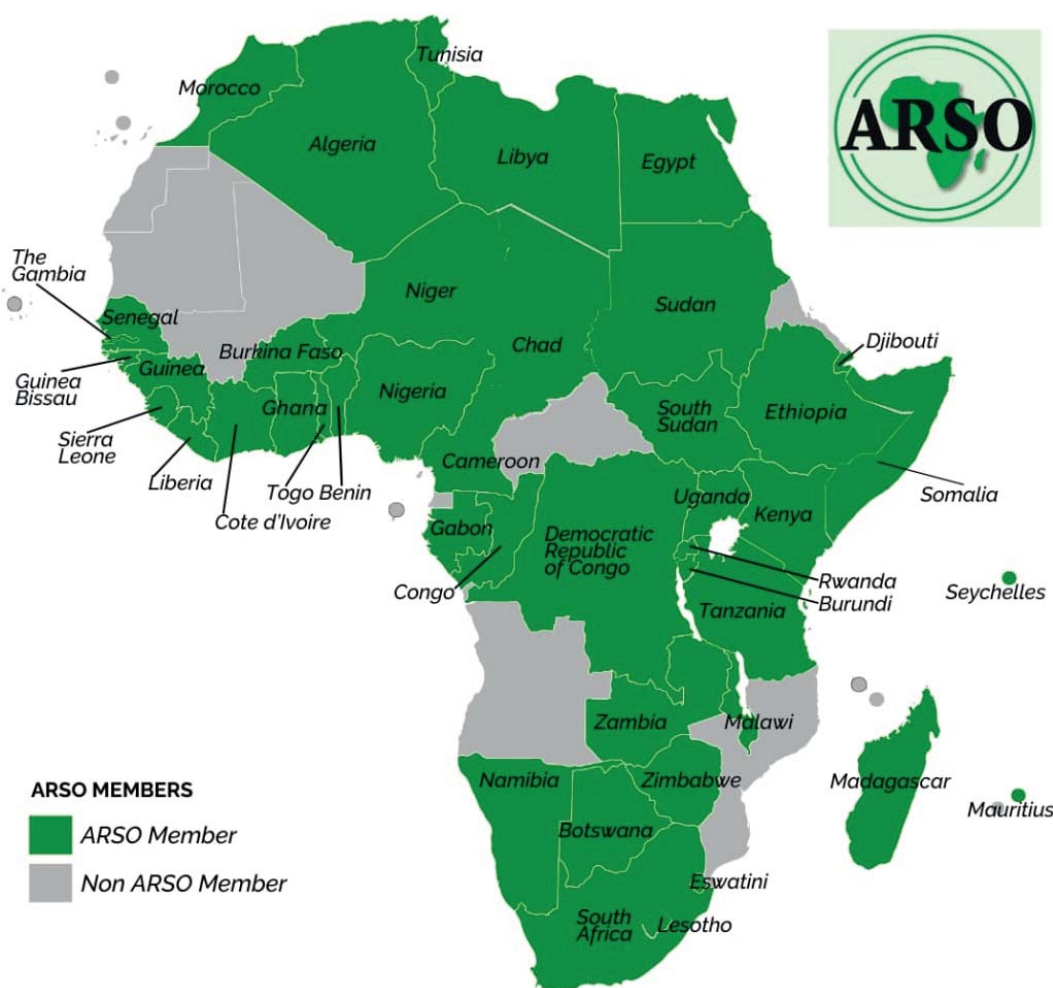 Tunisia
Morocco
ARSO
Algeria
Libya
Egypt
The
Gambia
Senegal
Niger
Sudan
Chad
Djibouti
Burkina Faso
Guinea
Guinea
Bissau
Nigeria
Ghana
South
Sudan
Ethiopia
Sierra
Leone
Liberia
Togo
Benin
Cameroon
Cote d'Ivoire
Somalia
Uganda
Kenya
Gabon
Democratic
Republic
of Congo
Congo
Rwanda
Burundi
Seychelles
Tanzania
Zambia
Malawi
Namibia
Zimbabwe
Madagascar
Mauritius
ARSO MEMBERS
ARSO Member
Non ARSO Member
Botswana
Eswatini
South
Africa
Lesotho